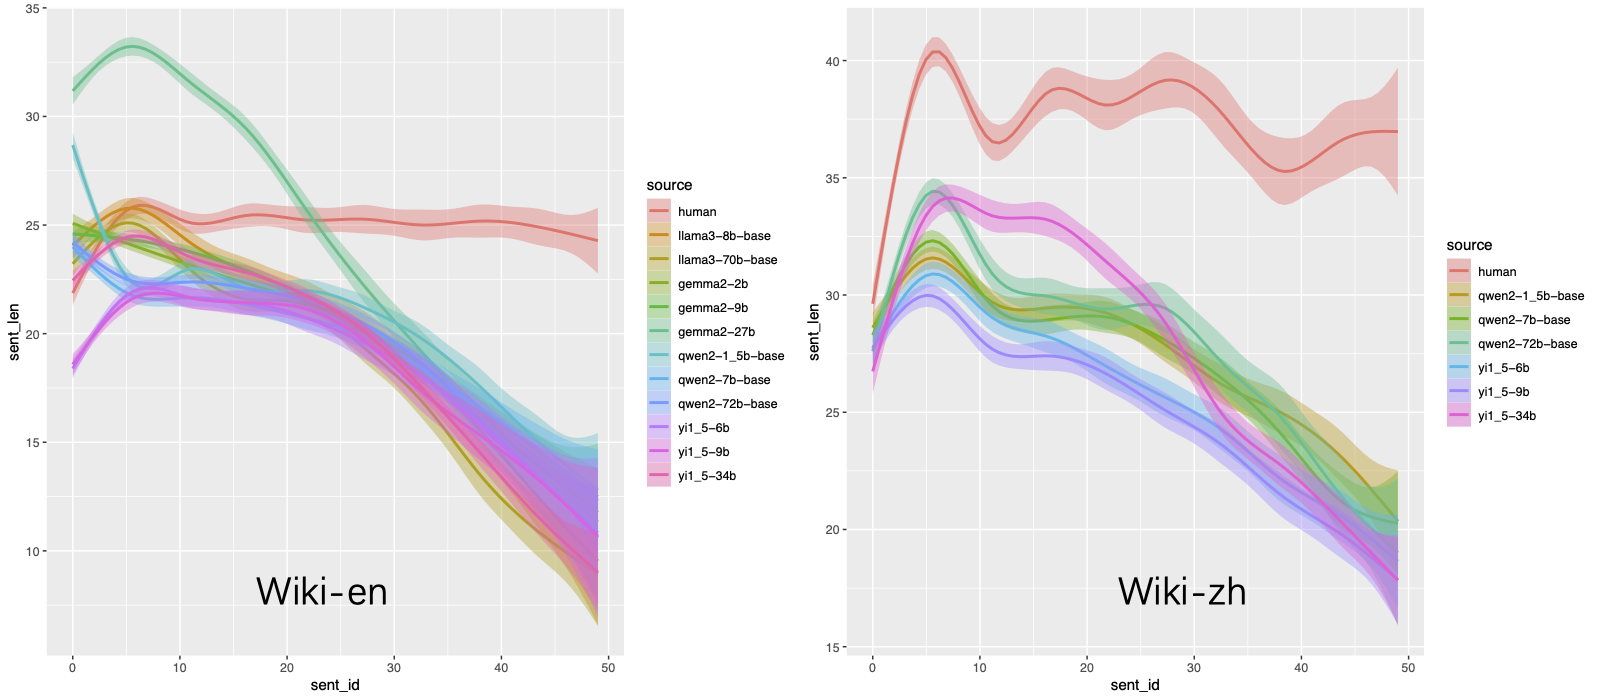 35
30
25
20
15
10
sent_len
0
10
20
30
40
50
sent_id
Wiki-en
source
human
llama3-8b-base
llama3-70b-base
gemma2-2b
gemma2-9b
gemma2-27b
qwen2-1_5b-base
qwen2-7b-base
qwen2-72b-base
yi1_5-6b
yi1_5-9b
yi1_5-34b
40
35
30
25
20
15
sent_len
0
10
20
30
40
50
sent_id
Wiki-zh
source
human
qwen2-1_5b-base
qwen2-7b-base
qwen2-72b-base
yi1_5-6b
yi1_5-9b
yi1_5-34b